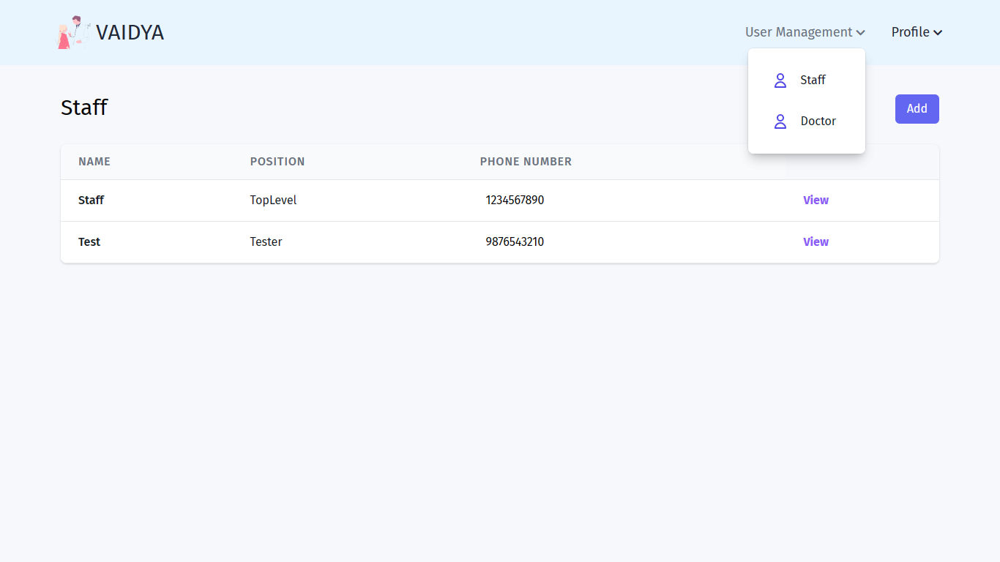 VAIDYA
User Management
Profile
Staff
Doctor
Staff
Add
NAME POSITION PHONE NUMBER
Staff TopLevel 1234567890 View
Test Tester 9876543210 View